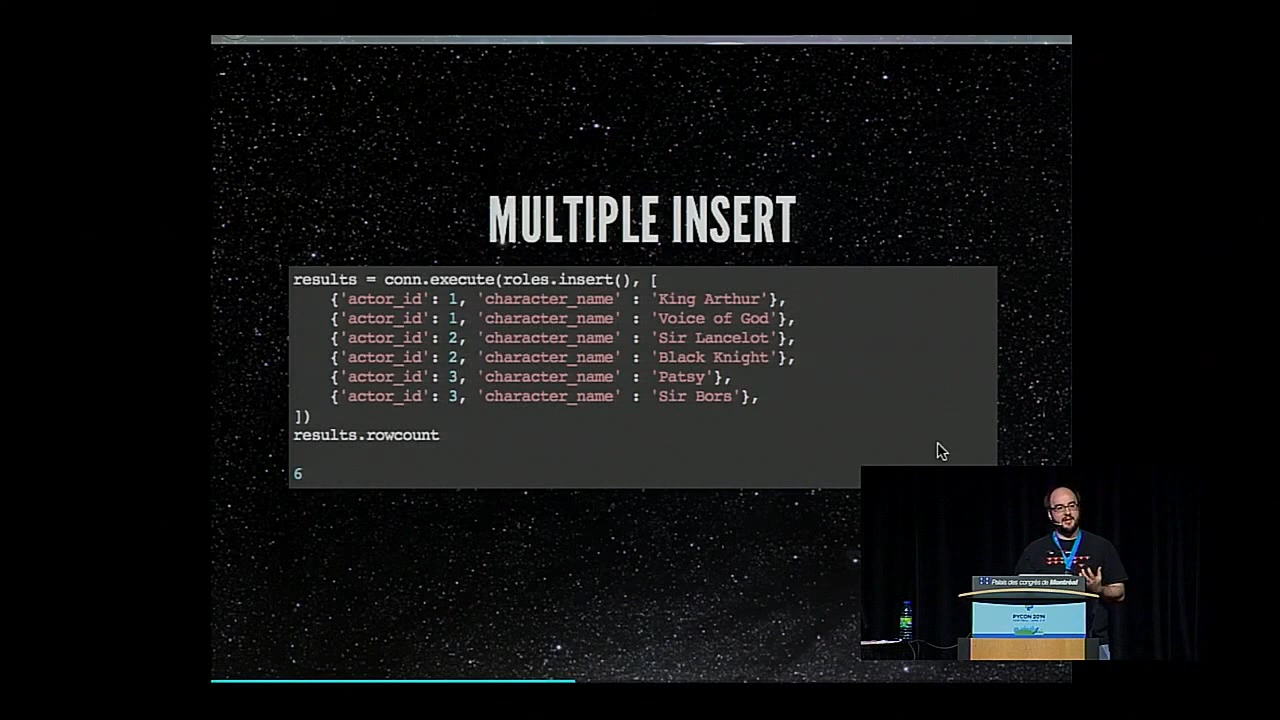 MULTIPLE INSERT
results = conn.execute(roles.insert(), [
    {'actor_id': 1, 'character_name' : 'King Arthur'},
    {'actor_id': 1, 'character_name' : 'Voice of God'},
    {'actor_id': 2, 'character_name' : 'Sir Lancelot'},
    {'actor_id': 2, 'character_name' : 'Black Knight'},
    {'actor_id': 3, 'character_name' : 'Patsy'},
    {'actor_id': 3, 'character_name' : 'Sir Bors'},
])
results.rowcount
6
Palais des congrès de Montréal
PYCON 2014